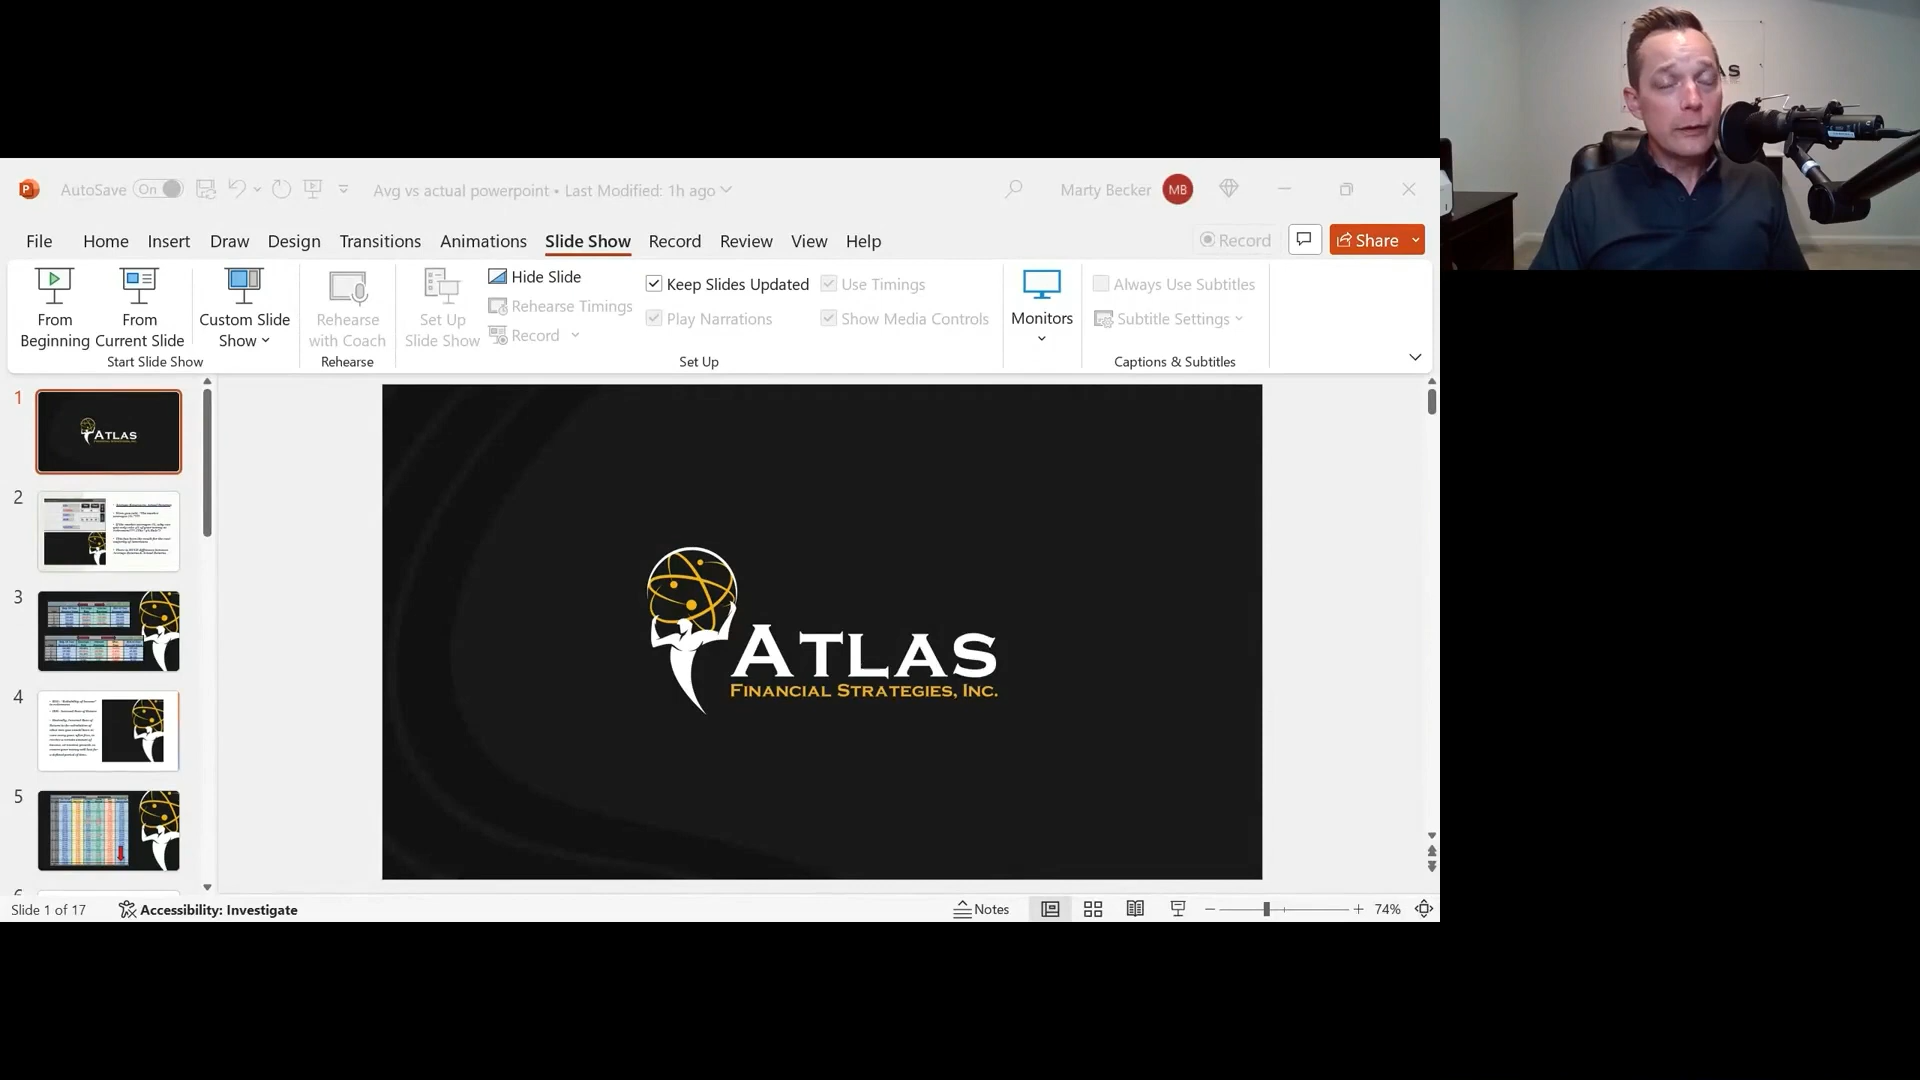 AS
AutoSave On Avg vs actual powerpoint • Last Modified: 1h ago Marty Becker MB
File Home Insert Draw Design Transitions Animations Slide Show Record Review View Help Record Share
From Beginning
From Current Slide
Custom Slide Show
Start Slide Show
Rehearse with Coach
Rehearse
Set Up Slide Show
Hide Slide
Rehearse Timings
Record
Keep Slides Updated
Play Narrations
Use Timings
Show Media Controls
Set Up
Monitors
Always Use Subtitles
Subtitle Settings
Captions & Subtitles
1
ATLAS
2
3
4
5
ATLAS
FINANCIAL STRATEGIES, INC.
Slide 1 of 17 Accessibility: Investigate Notes 74%